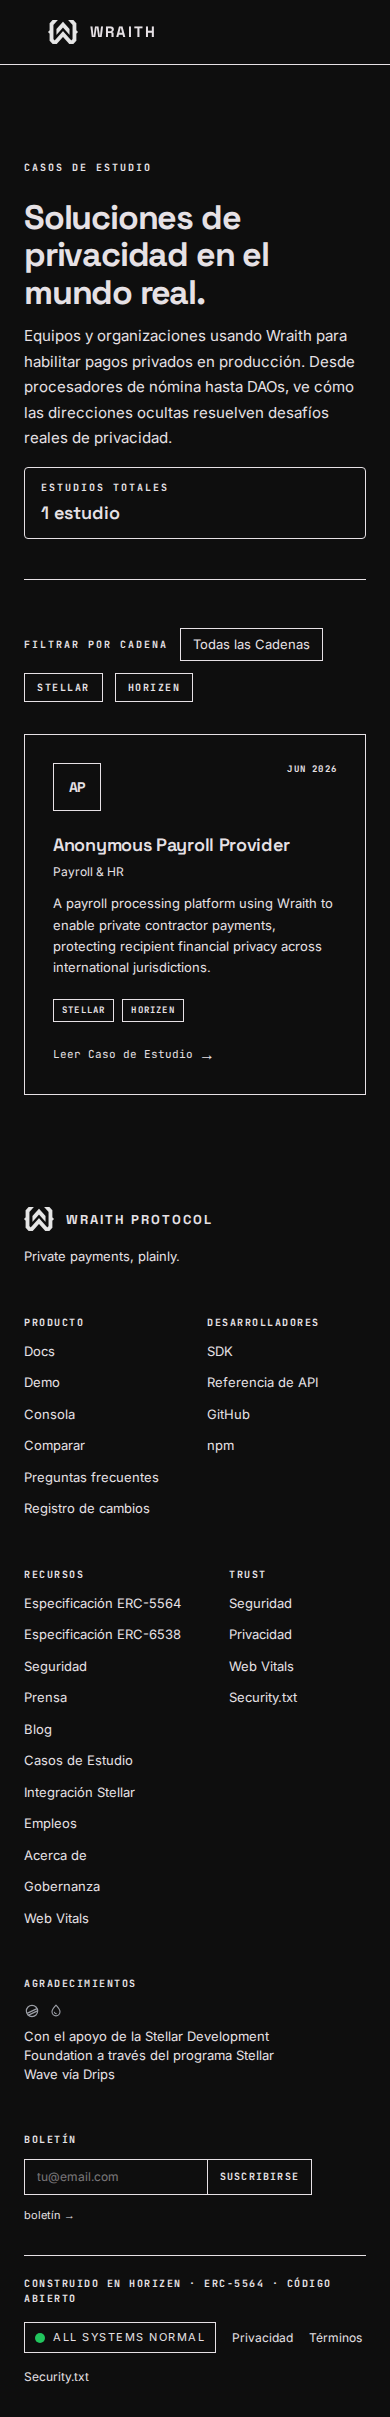 WRAITH
CASOS DE ESTUDIO
Soluciones de
privacidad en el
mundo real.
Equipos y organizaciones usando Wraith para
habilitar pagos privados en producción. Desde
procesadores de nómina hasta DAOs, ve cómo
las direcciones ocultas resuelven desafíos
reales de privacidad.
ESTUDIOS TOTALES
1 estudio
FILTRAR POR CADENA Todas las Cadenas
STELLAR HORIZEN
AP JUN 2026
Anonymous Payroll Provider
Payroll & HR
A payroll processing platform using Wraith to
enable private contractor payments,
protecting recipient financial privacy across
international jurisdictions.
STELLAR HORIZEN
Leer Caso de Estudio →
WRAITH PROTOCOL
Private payments, plainly.
PRODUCTO
Docs
Demo
Consola
Comparar
Preguntas frecuentes
Registro de cambios
DESARROLLADORES
SDK
Referencia de API
GitHub
npm
RECURSOS
Especificación ERC-5564
Especificación ERC-6538
Seguridad
Prensa
Blog
Casos de Estudio
Integración Stellar
Empleos
Acerca de
Gobernanza
Web Vitals
TRUST
Seguridad
Privacidad
Web Vitals
Security.txt
AGRADECIMIENTOS
Con el apoyo de la Stellar Development
Foundation a través del programa Stellar
Wave vía Drips
BOLETÍN
tu@email.com SUSCRIBIRSE
boletín →
CONSTRUIDO EN HORIZEN · ERC-5564 · CÓDIGO
ABIERTO
ALL SYSTEMS NORMAL Privacidad Términos
Security.txt